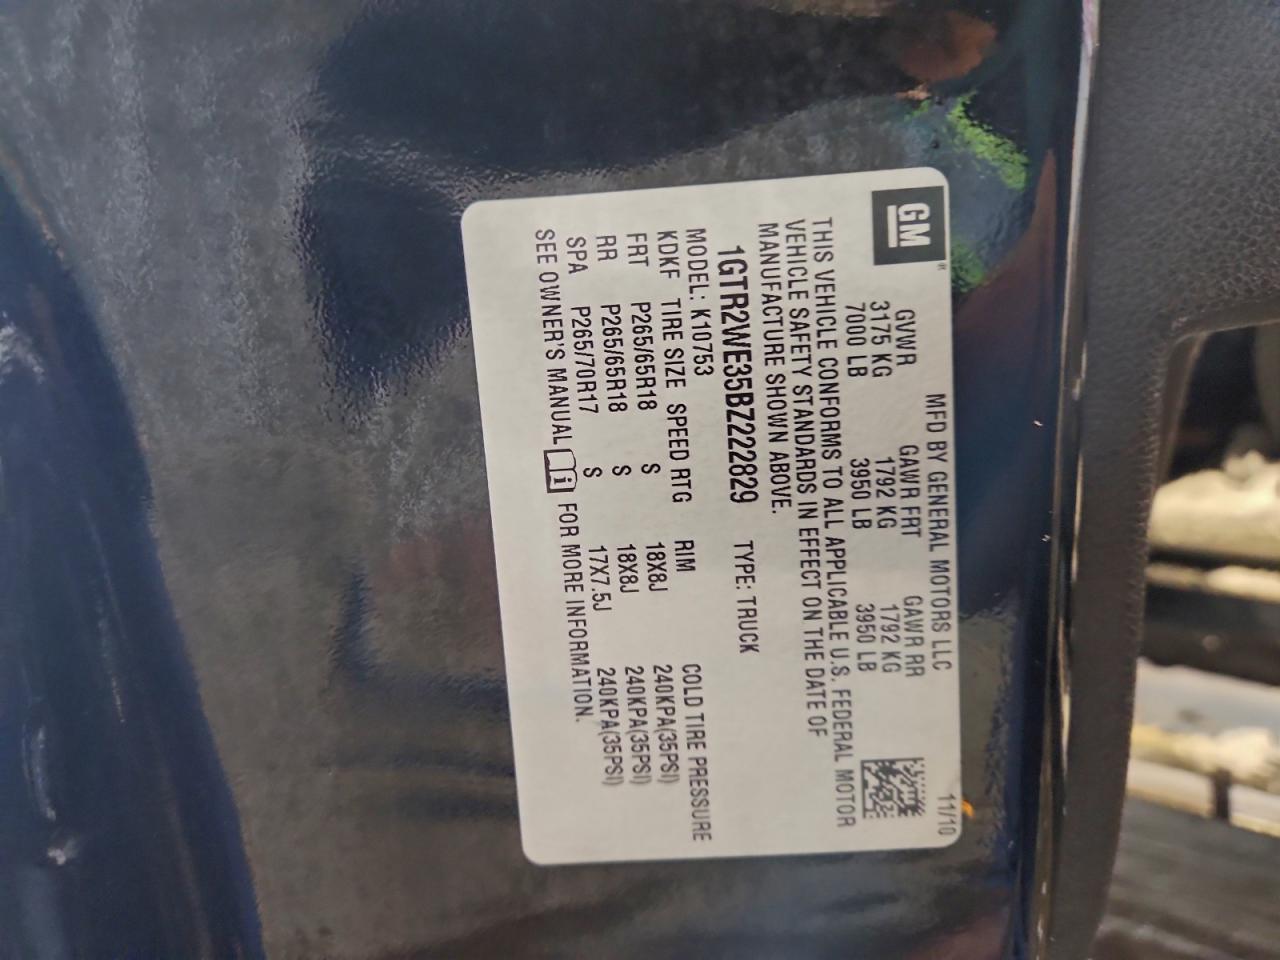 GM®
MFD BY GENERAL MOTORS LLC 11/10
GVWR GAWR FRT GAWR RR
3175 KG 1792 KG 1792 KG
7000 LB 3950 LB 3950 LB
THIS VEHICLE CONFORMS TO ALL APPLICABLE U.S. FEDERAL MOTOR
VEHICLE SAFETY STANDARDS IN EFFECT ON THE DATE OF
MANUFACTURE SHOWN ABOVE.
1GTR2WE35BZ222829 TYPE: TRUCK
MODEL: K10753
KDKF TIRE SIZE SPEED RTG RIM COLD TIRE PRESSURE
FRT P265/65R18 S 18X8J 240KPA(35PSI)
RR P265/65R18 S 18X8J 240KPA(35PSI)
SPA P265/70R17 S 17X7.5J 240KPA(35PSI)
SEE OWNER'S MANUAL i FOR MORE INFORMATION.